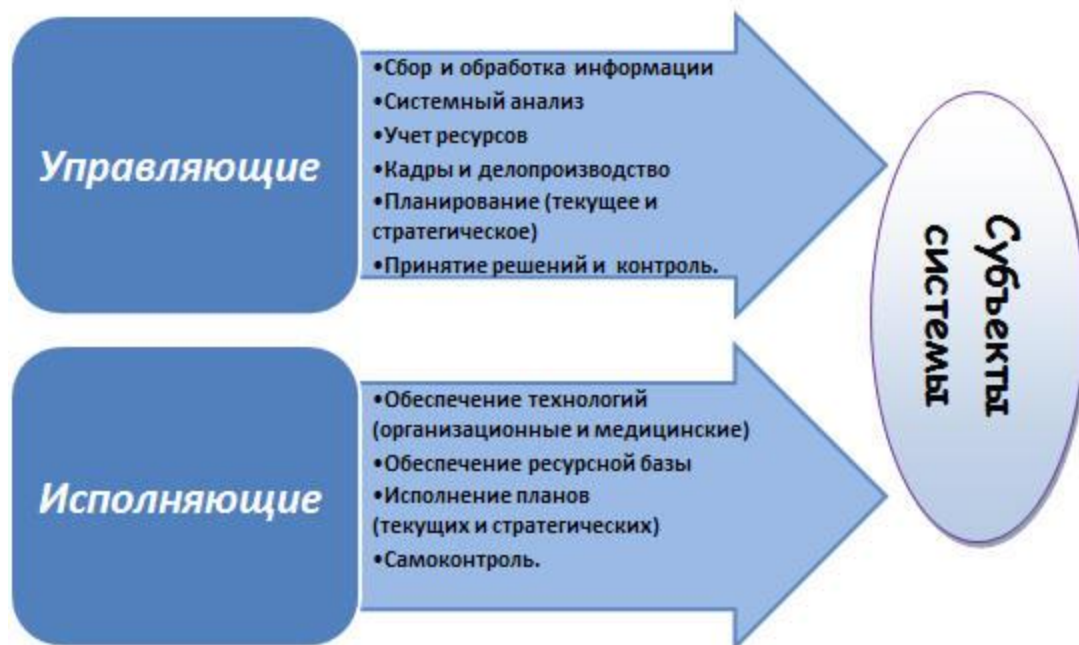 Управляющие
•Сбор и обработка информации
•Системный анализ
•Учет ресурсов
•Кадры и делопроизводство
•Планирование (текущее и
стратегическое)
•Принятие решений и контроль.
Исполняющие
•Обеспечение технологий
(организационные и медицинские)
•Обеспечение ресурсной базы
•Исполнение планов
(текущих и стратегических)
•Самоконтроль.
Субъекты
системы